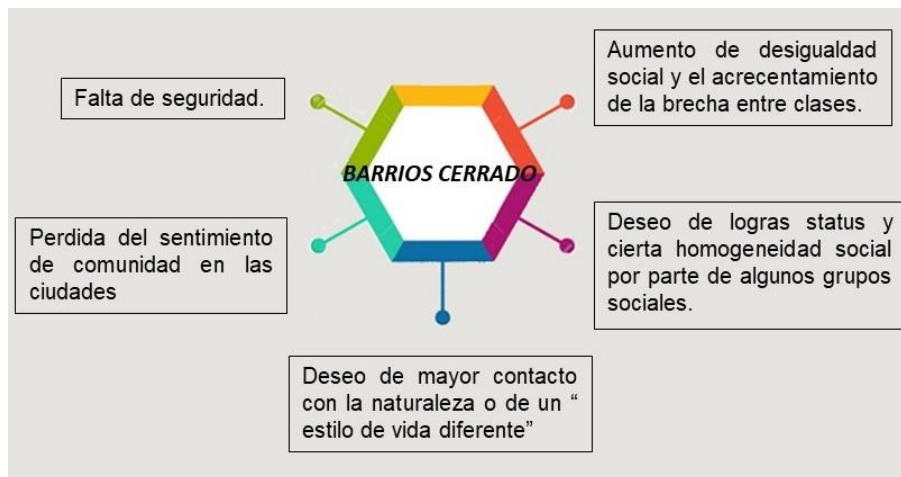 Falta de seguridad.
Aumento de desigualdad
social y el acrecentamiento
de la brecha entre clases.
BARRIOS CERRADO
Perdida del sentimiento
de comunidad en las
ciudades
Deseo de logras status y
cierta homogeneidad social
por parte de algunos grupos
sociales.
Deseo de mayor contacto
con la naturaleza o de un “
estilo de vida diferente”